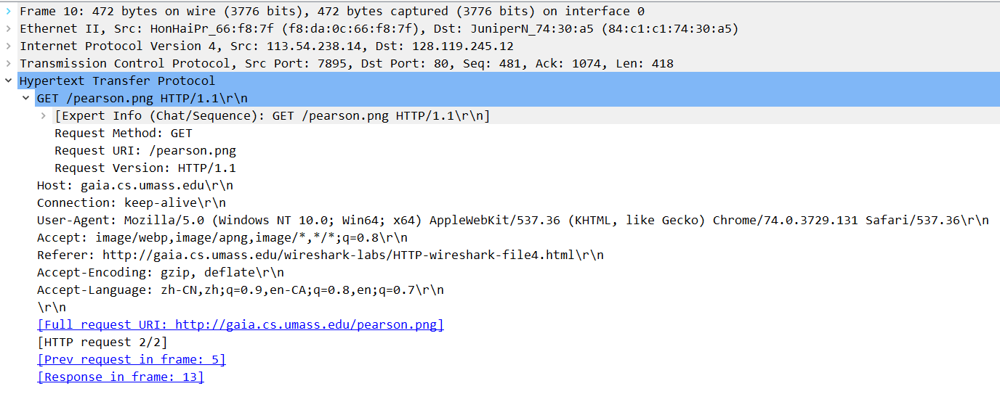 Frame 10: 472 bytes on wire (3776 bits), 472 bytes captured (3776 bits) on interface 0
Ethernet II, Src: HonHaiPr_66:f8:7f (f8:da:0c:66:f8:7f), Dst: JuniperN_74:30:a5 (84:c1:c1:74:30:a5)
Internet Protocol Version 4, Src: 113.54.238.14, Dst: 128.119.245.12
Transmission Control Protocol, Src Port: 7895, Dst Port: 80, Seq: 481, Ack: 1074, Len: 418
Hypertext Transfer Protocol
GET /pearson.png HTTP/1.1\r\n
[Expert Info (Chat/Sequence): GET /pearson.png HTTP/1.1\r\n]
Request Method: GET
Request URI: /pearson.png
Request Version: HTTP/1.1
Host: gaia.cs.umass.edu\r\n
Connection: keep-alive\r\n
User-Agent: Mozilla/5.0 (Windows NT 10.0; Win64; x64) AppleWebKit/537.36 (KHTML, like Gecko) Chrome/74.0.3729.131 Safari/537.36\r\n
Accept: image/webp,image/apng,image/*,*/*;q=0.8\r\n
Referer: http://gaia.cs.umass.edu/wireshark-labs/HTTP-wireshark-file4.html\r\n
Accept-Encoding: gzip, deflate\r\n
Accept-Language: zh-CN,zh;q=0.9,en-CA;q=0.8,en;q=0.7\r\n
\r\n
[Full request URI: http://gaia.cs.umass.edu/pearson.png]
[HTTP request 2/2]
[Prev request in frame: 5]
[Response in frame: 13]